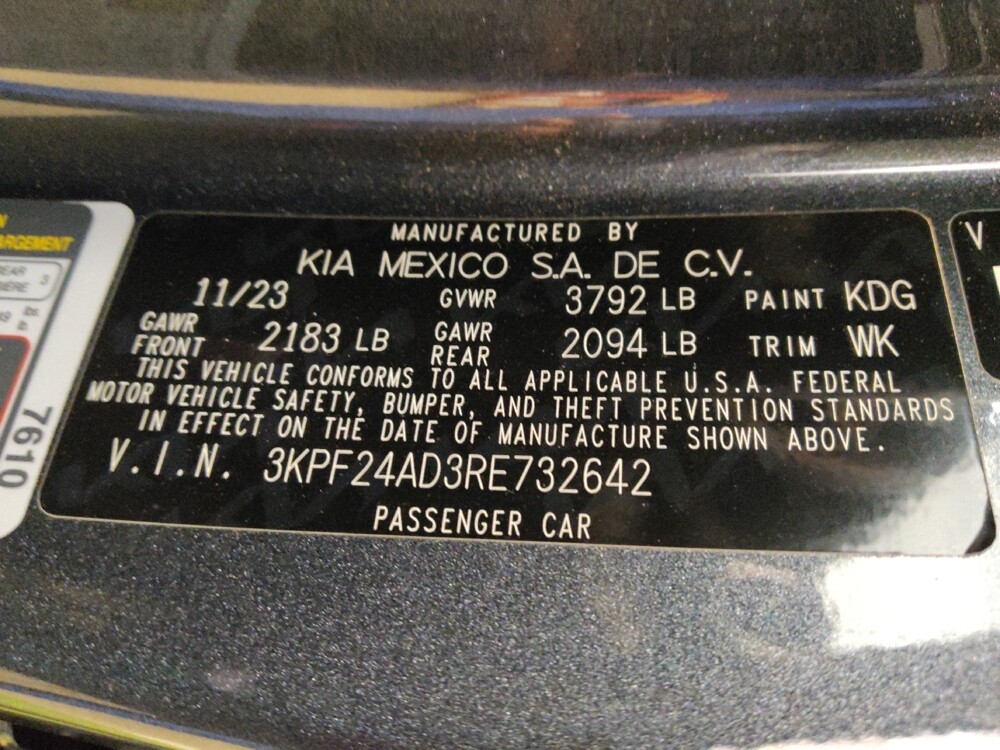 MANUFACTURED BY
KIA MEXICO S.A. DE C.V.
11/23 GVWR 3792 LB PAINT KDG
GAWR FRONT 2183 LB GAWR REAR 2094 LB TRIM WK
THIS VEHICLE CONFORMS TO ALL APPLICABLE U.S.A. FEDERAL
MOTOR VEHICLE SAFETY, BUMPER, AND THEFT PREVENTION STANDARDS
IN EFFECT ON THE DATE OF MANUFACTURE SHOWN ABOVE.
V.I.N. 3KPF24AD3RE732642
PASSENGER CAR
7610
3
V